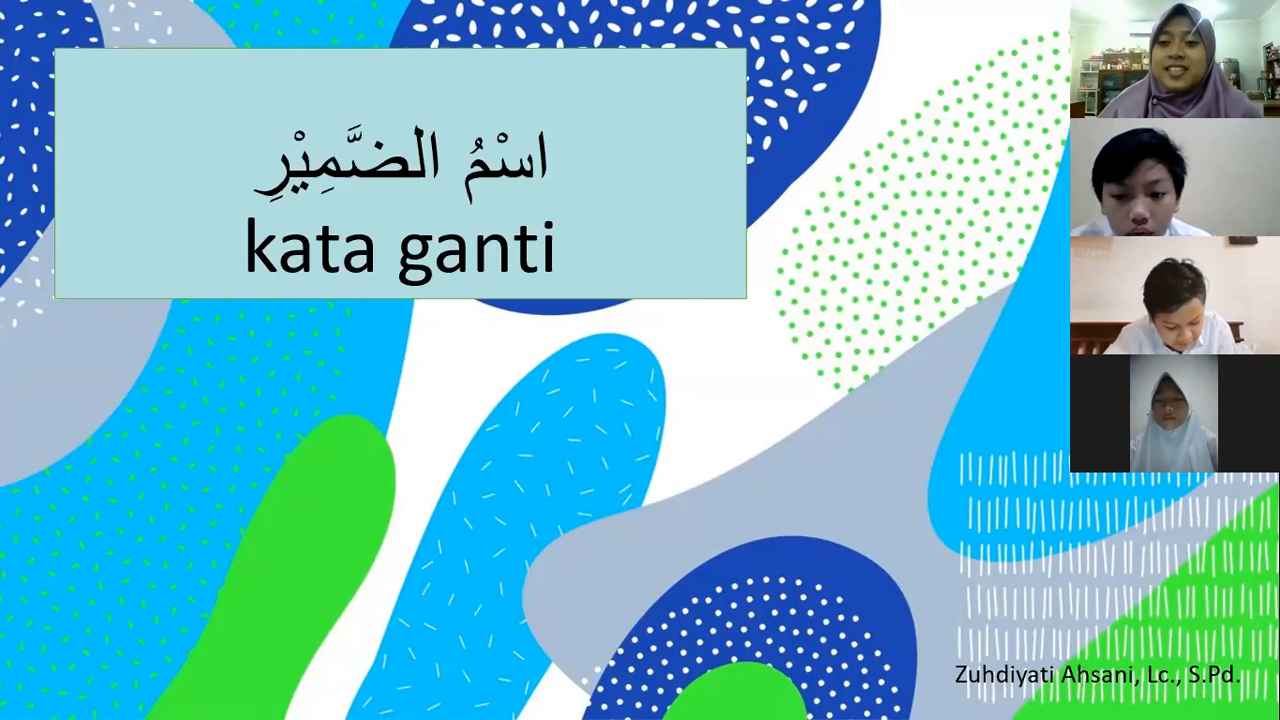 اسْمُ الضَّمِيْرِ
kata ganti
Zuhdiyati Ahsani, Lc., S.Pd.